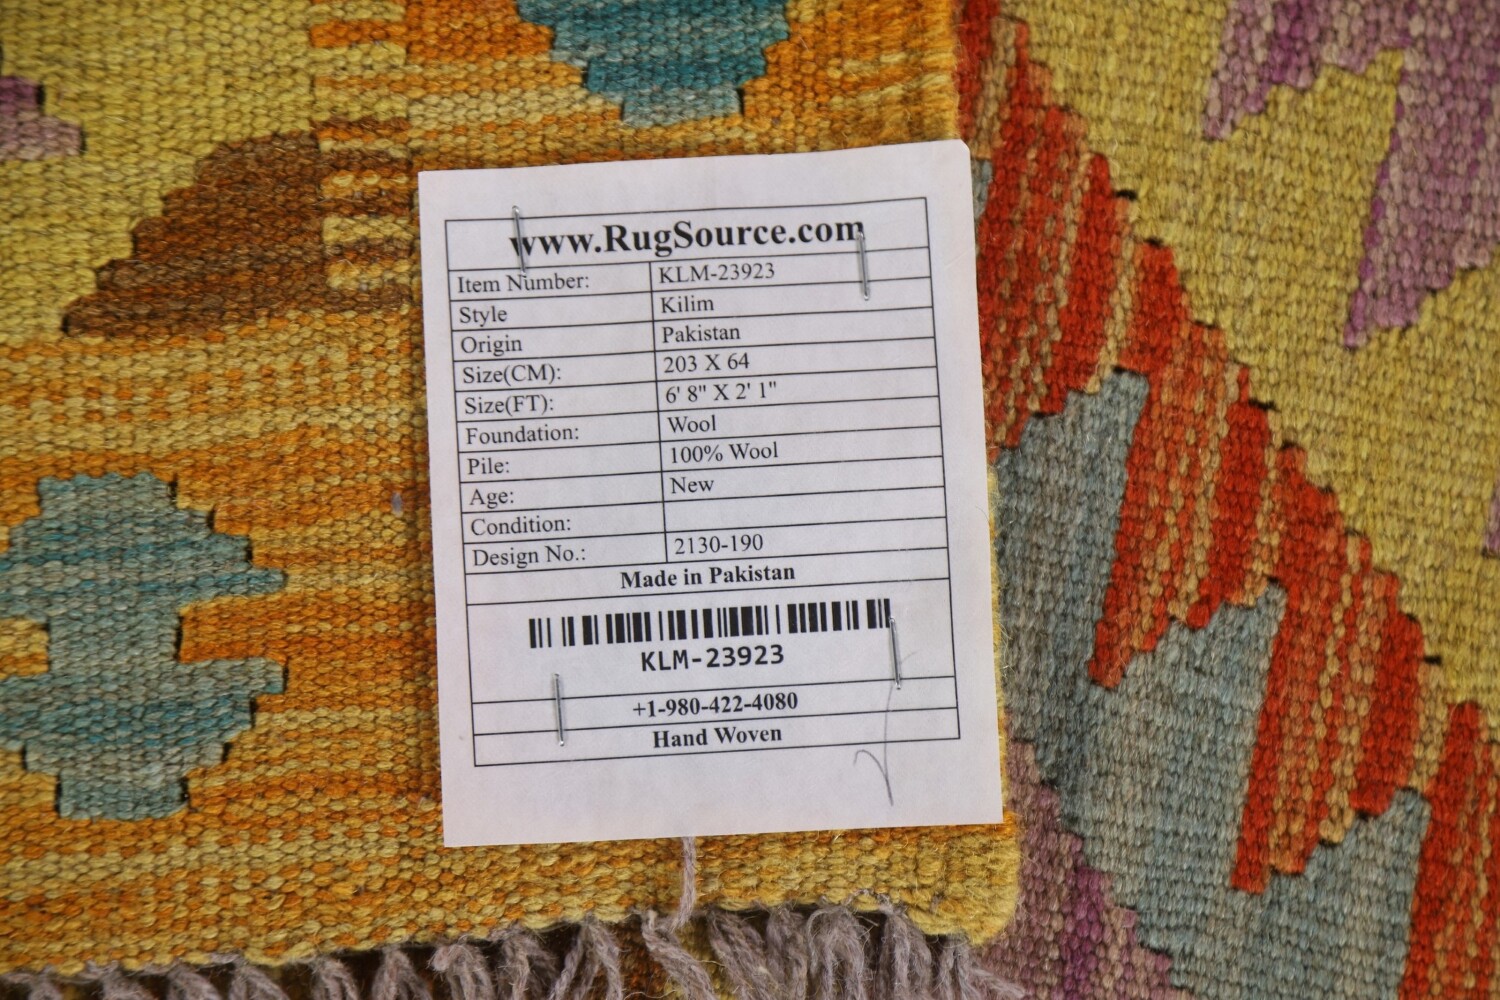 www.RugSource.com
Item Number: KLM-23923
Style Kilim
Origin Pakistan
Size(CM): 203 X 64
Size(FT): 6' 8" X 2' 1"
Foundation: Wool
Pile: 100% Wool
Age: New
Condition:
Design No.: 2130-190
Made in Pakistan
KLM-23923
+1-980-422-4080
Hand Woven